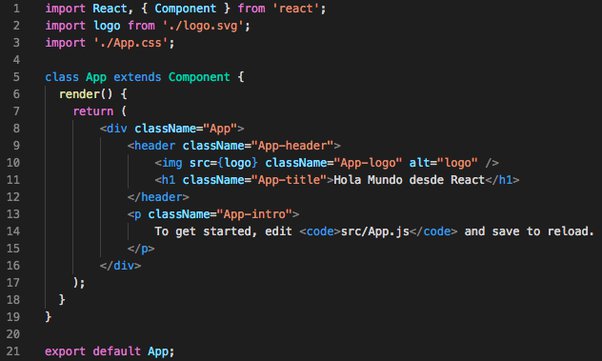 1 import React, { Component } from 'react';
2 import logo from './logo.svg';
3 import './App.css';
4
5 class App extends Component {
6   render() {
7     return (
8         <div className="App">
9             <header className="App-header">
10                 <img src={logo} className="App-logo" alt="logo" />
11                 <h1 className="App-title">Hola Mundo desde React</h1>
12             </header>
13             <p className="App-intro">
14                 To get started, edit <code>src/App.js</code> and save to reload.
15             </p>
16         </div>
17     );
18   }
19 }
20
21 export default App;